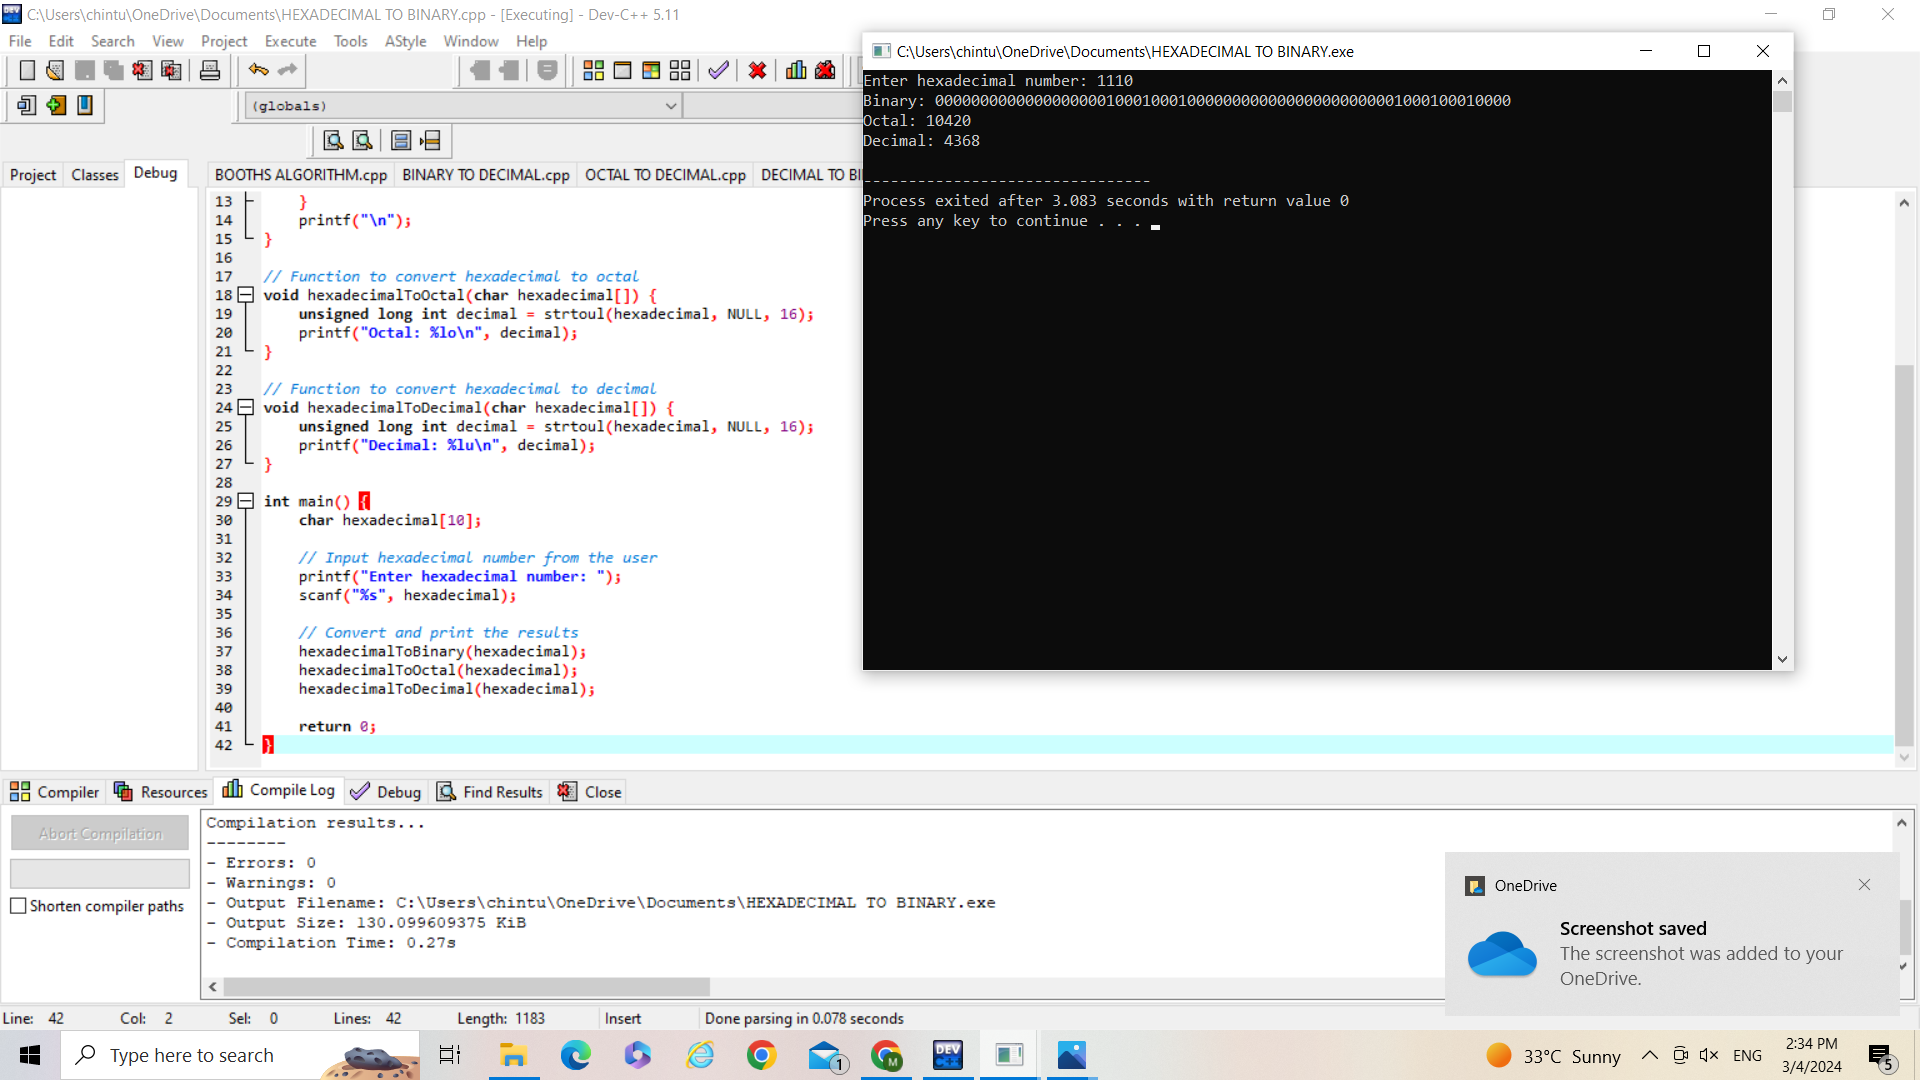 C:\Users\chintu\OneDrive\Documents\HEXADECIMAL TO BINARY.cpp - [Executing] - Dev-C++ 5.11
File Edit Search View Project Execute Tools AStyle Window Help
(globals)
Project Classes Debug
BOOTHS ALGORITHM.cpp BINARY TO DECIMAL.cpp OCTAL TO DECIMAL.cpp DECIMAL TO BI
13 }
14 printf("\n");
15 }
16
17 // Function to convert hexadecimal to octal
18 void hexadecimalToOctal(char hexadecimal[]) {
19 unsigned long int decimal = strtoul(hexadecimal, NULL, 16);
20 printf("Octal: %lo\n", decimal);
21 }
22
23 // Function to convert hexadecimal to decimal
24 void hexadecimalToDecimal(char hexadecimal[]) {
25 unsigned long int decimal = strtoul(hexadecimal, NULL, 16);
26 printf("Decimal: %lu\n", decimal);
27 }
28
29 int main() {
30 char hexadecimal[10];
31
32 // Input hexadecimal number from the user
33 printf("Enter hexadecimal number: ");
34 scanf("%s", hexadecimal);
35
36 // Convert and print the results
37 hexadecimalToBinary(hexadecimal);
38 hexadecimalToOctal(hexadecimal);
39 hexadecimalToDecimal(hexadecimal);
40
41 return 0;
42 }
C:\Users\chintu\OneDrive\Documents\HEXADECIMAL TO BINARY.exe
Enter hexadecimal number: 1110
Binary: 0000000000000000000100010001000000000000000000000001000100010000
Octal: 10420
Decimal: 4368
--------------------------------
Process exited after 3.083 seconds with return value 0
Press any key to continue . . .
Compiler Resources Compile Log Debug Find Results Close
Abort Compilation
Shorten compiler paths
Compilation results...
--------
- Errors: 0
- Warnings: 0
- Output Filename: C:\Users\chintu\OneDrive\Documents\HEXADECIMAL TO BINARY.exe
- Output Size: 130.099609375 KiB
- Compilation Time: 0.27s
OneDrive
Screenshot saved
The screenshot was added to your
OneDrive.
Line: 42 Col: 2 Sel: 0 Lines: 42 Length: 1183 Insert Done parsing in 0.078 seconds
Type here to search
1
M
DEV C++
33°C Sunny
ENG
2:34 PM
3/4/2024
5